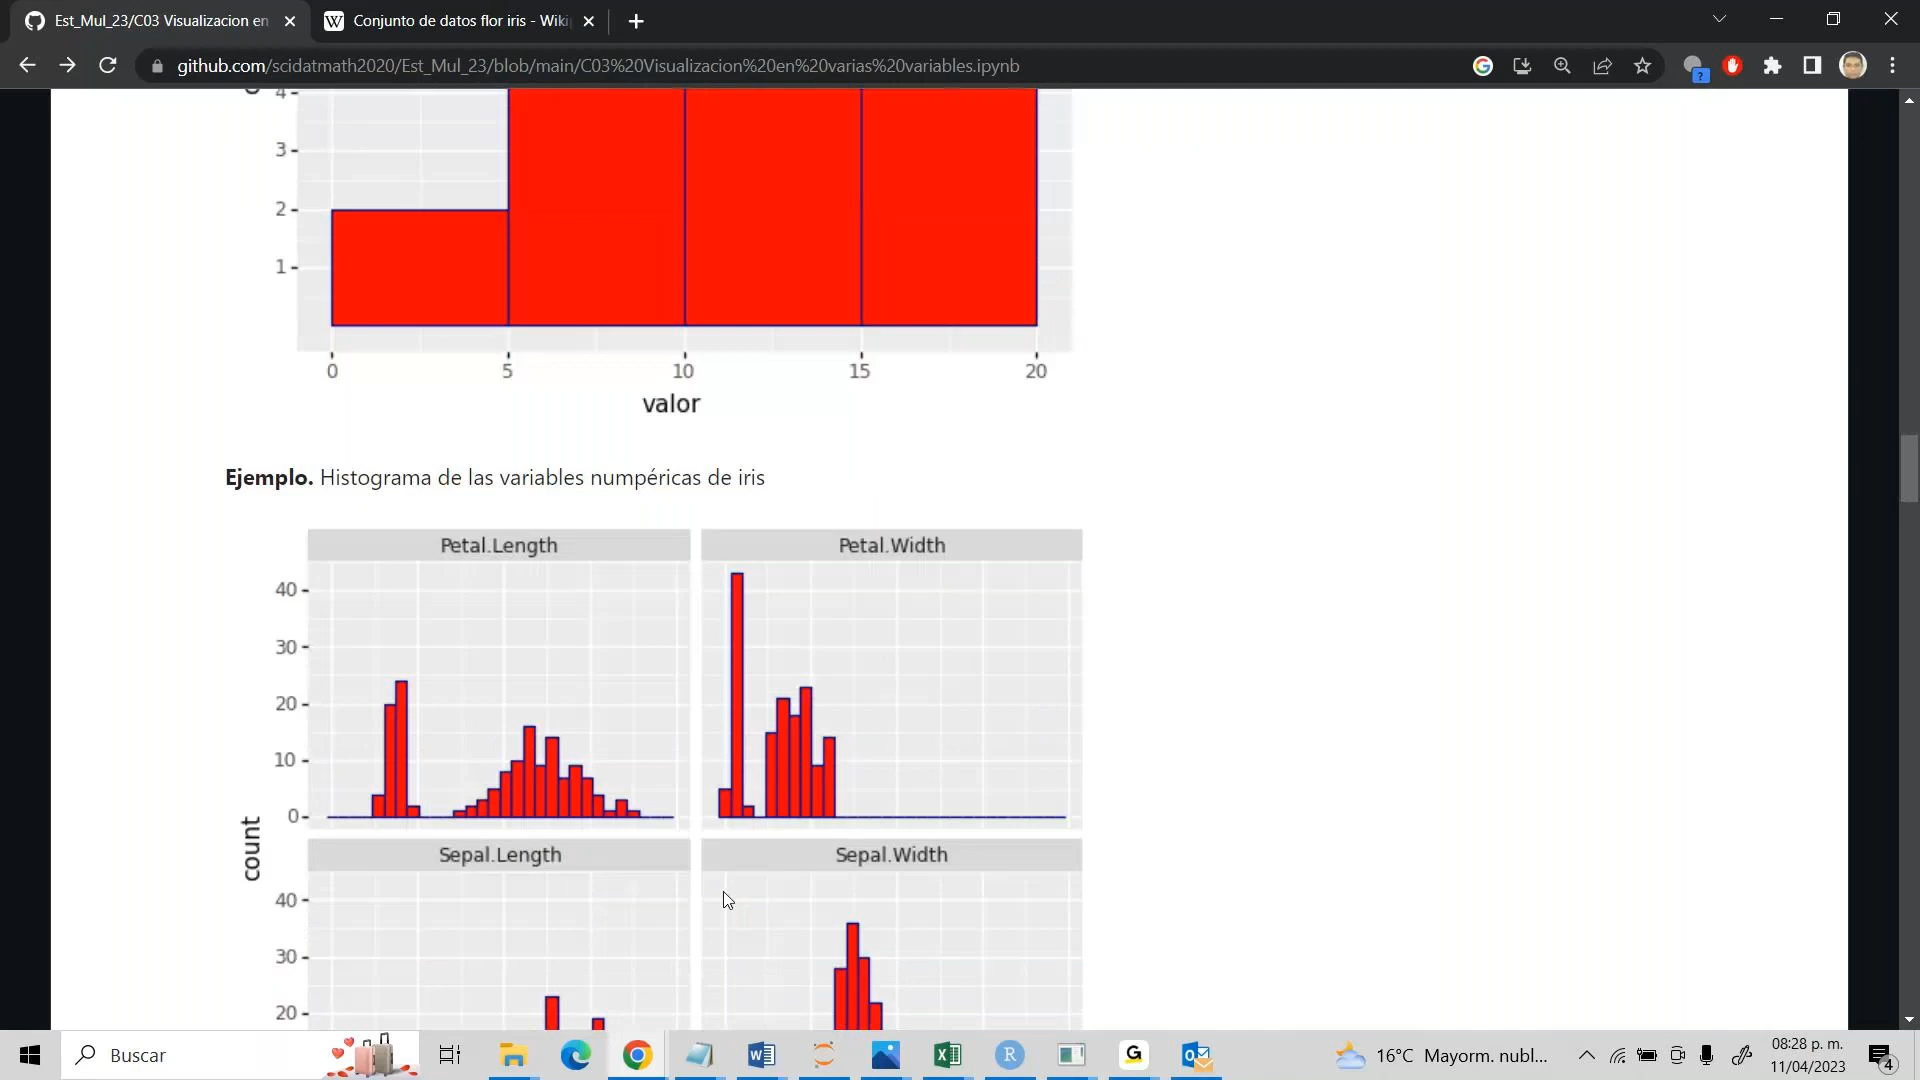 Est_Mul_23/C03 Visualizacion en
Conjunto de datos flor iris - Wiki
github.com/scidatmath2020/Est_Mul_23/blob/main/C03%20Visualizacion%20en%20varias%20variables.ipynb
4
3
2
1
0 5 10 15 20
valor
Ejemplo. Histograma de las variables numpéricas de iris
Petal.Length Petal.Width
40
30
20
10
0
count
Sepal.Length Sepal.Width
40
30
20
Buscar
16°C Mayorm. nubl...
08:28 p. m.
11/04/2023
4